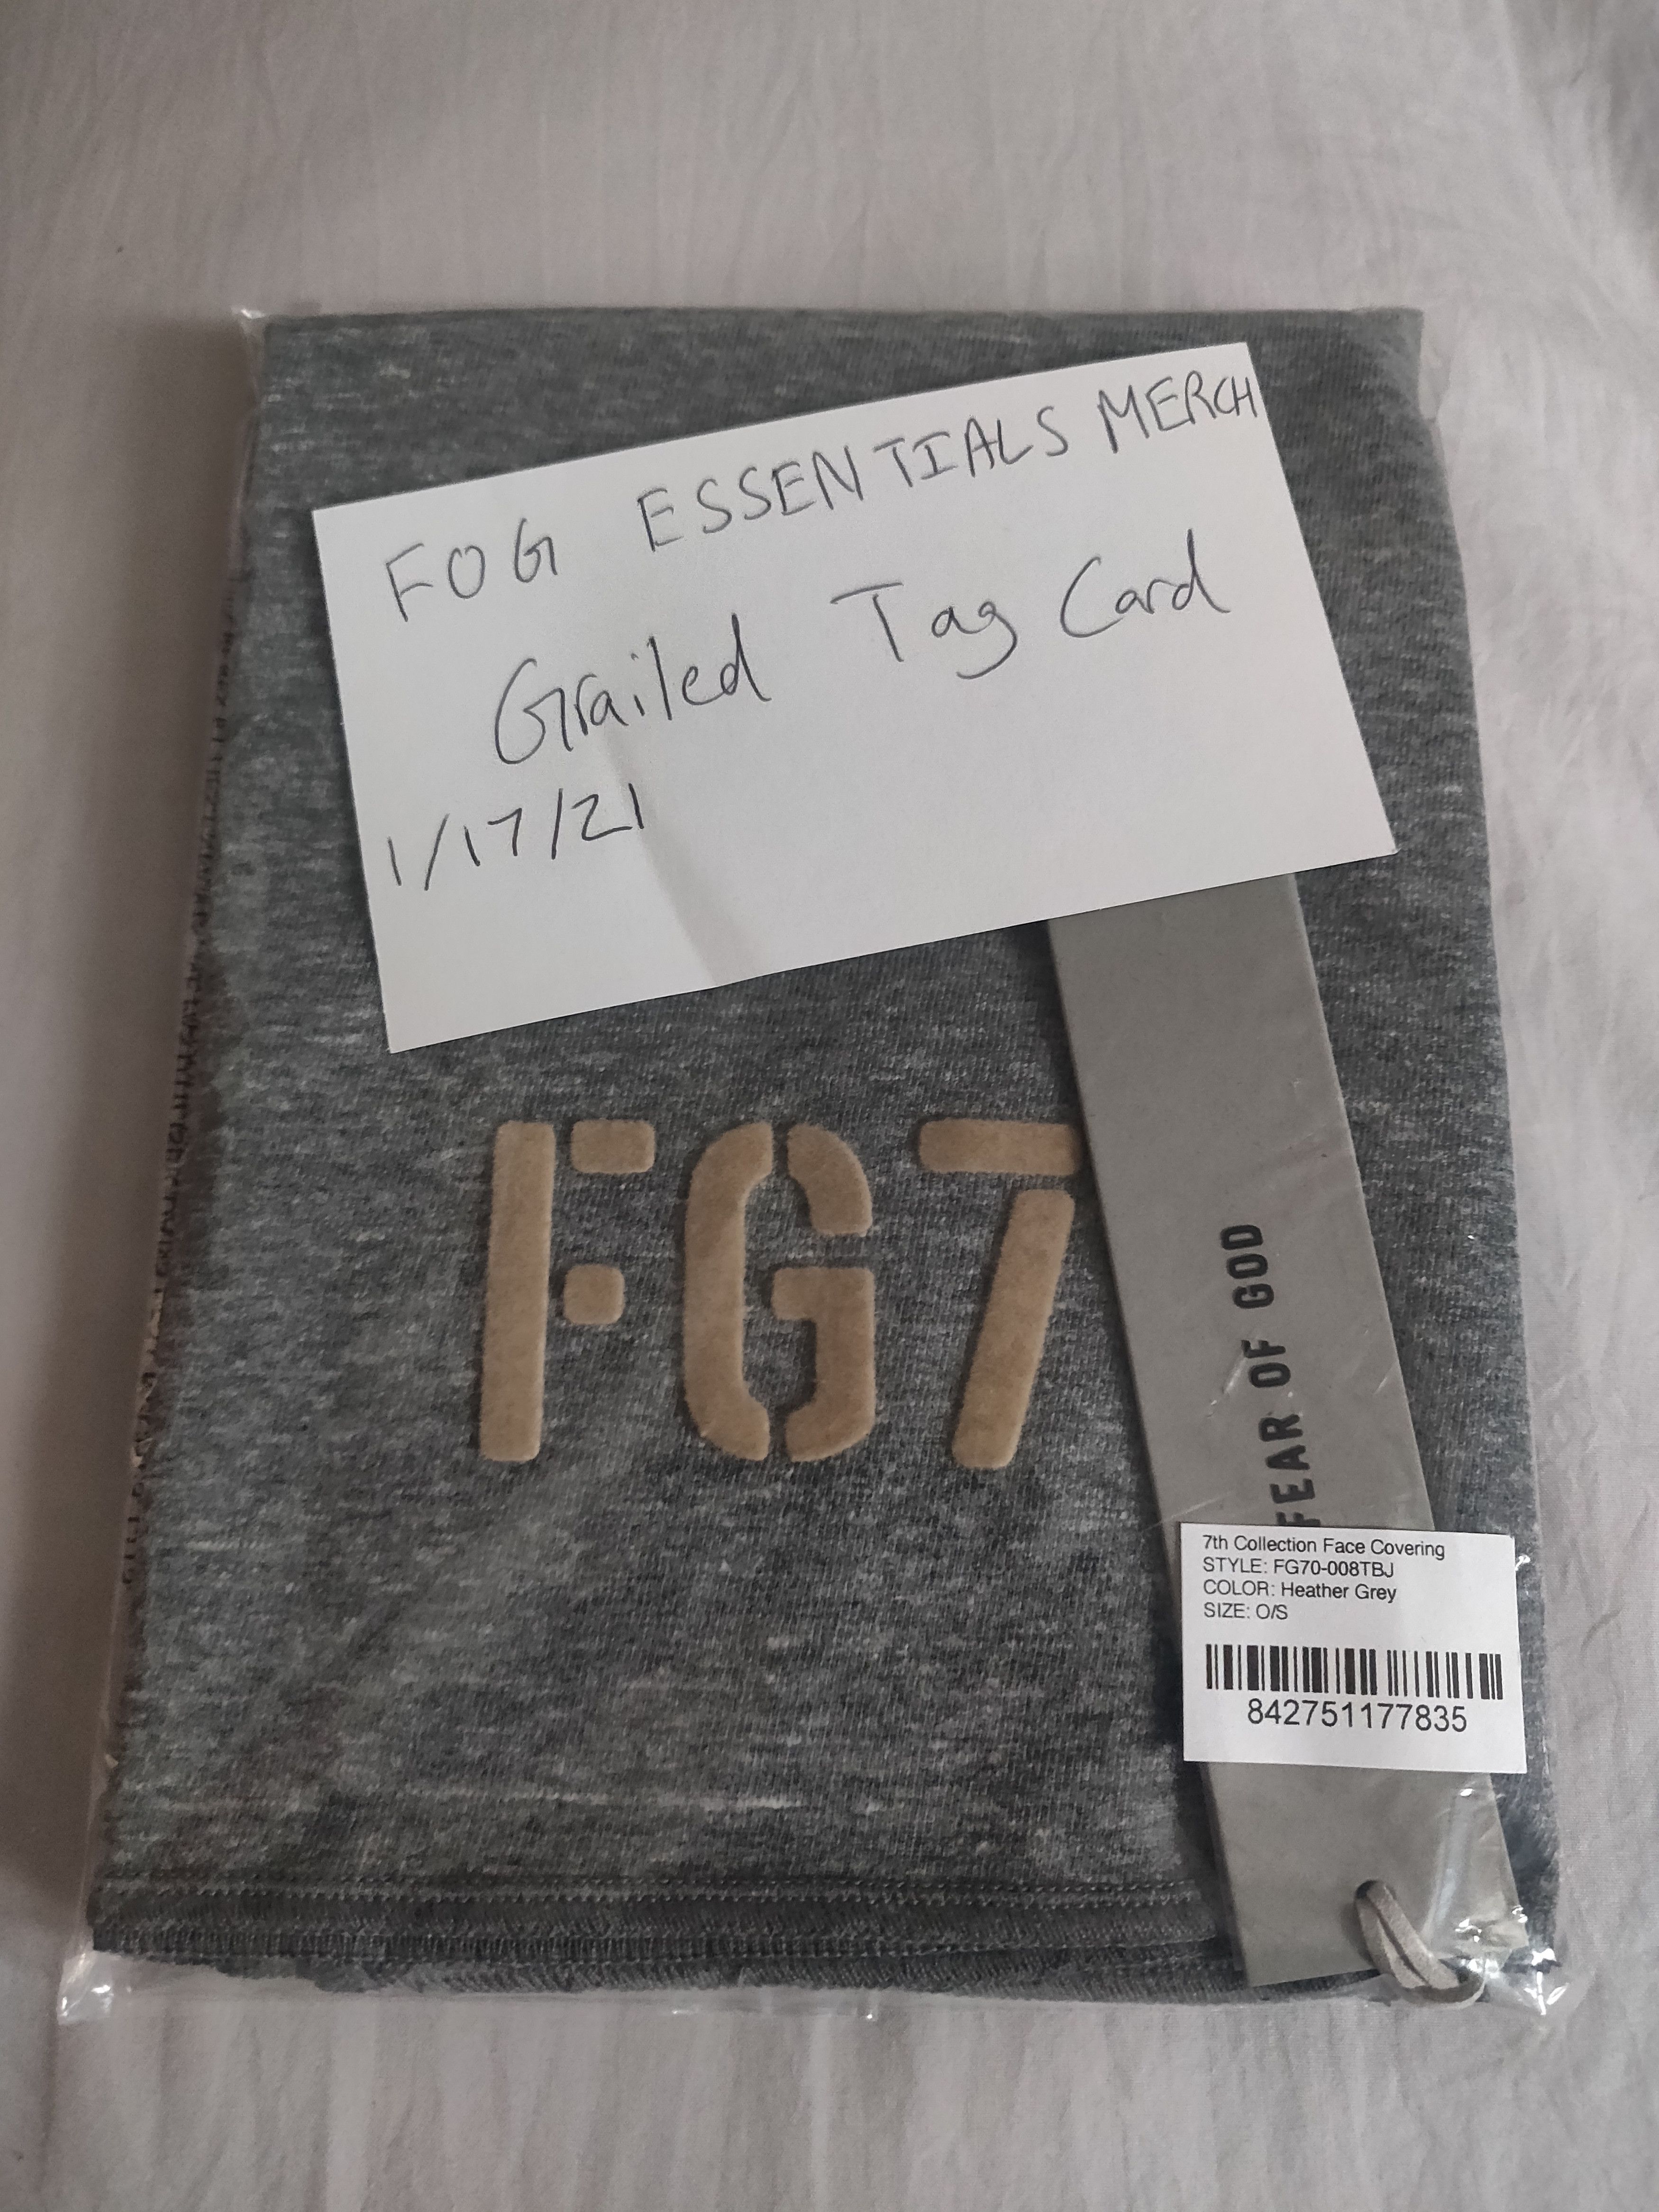 FOG ESSENTIALS MERCH
Grailed Tag Card
1/17/21
FG7
FEAR OF GOD
7th Collection Face Covering
STYLE: FG70-008TBJ
COLOR: Heather Grey
SIZE: O/S
842751177835